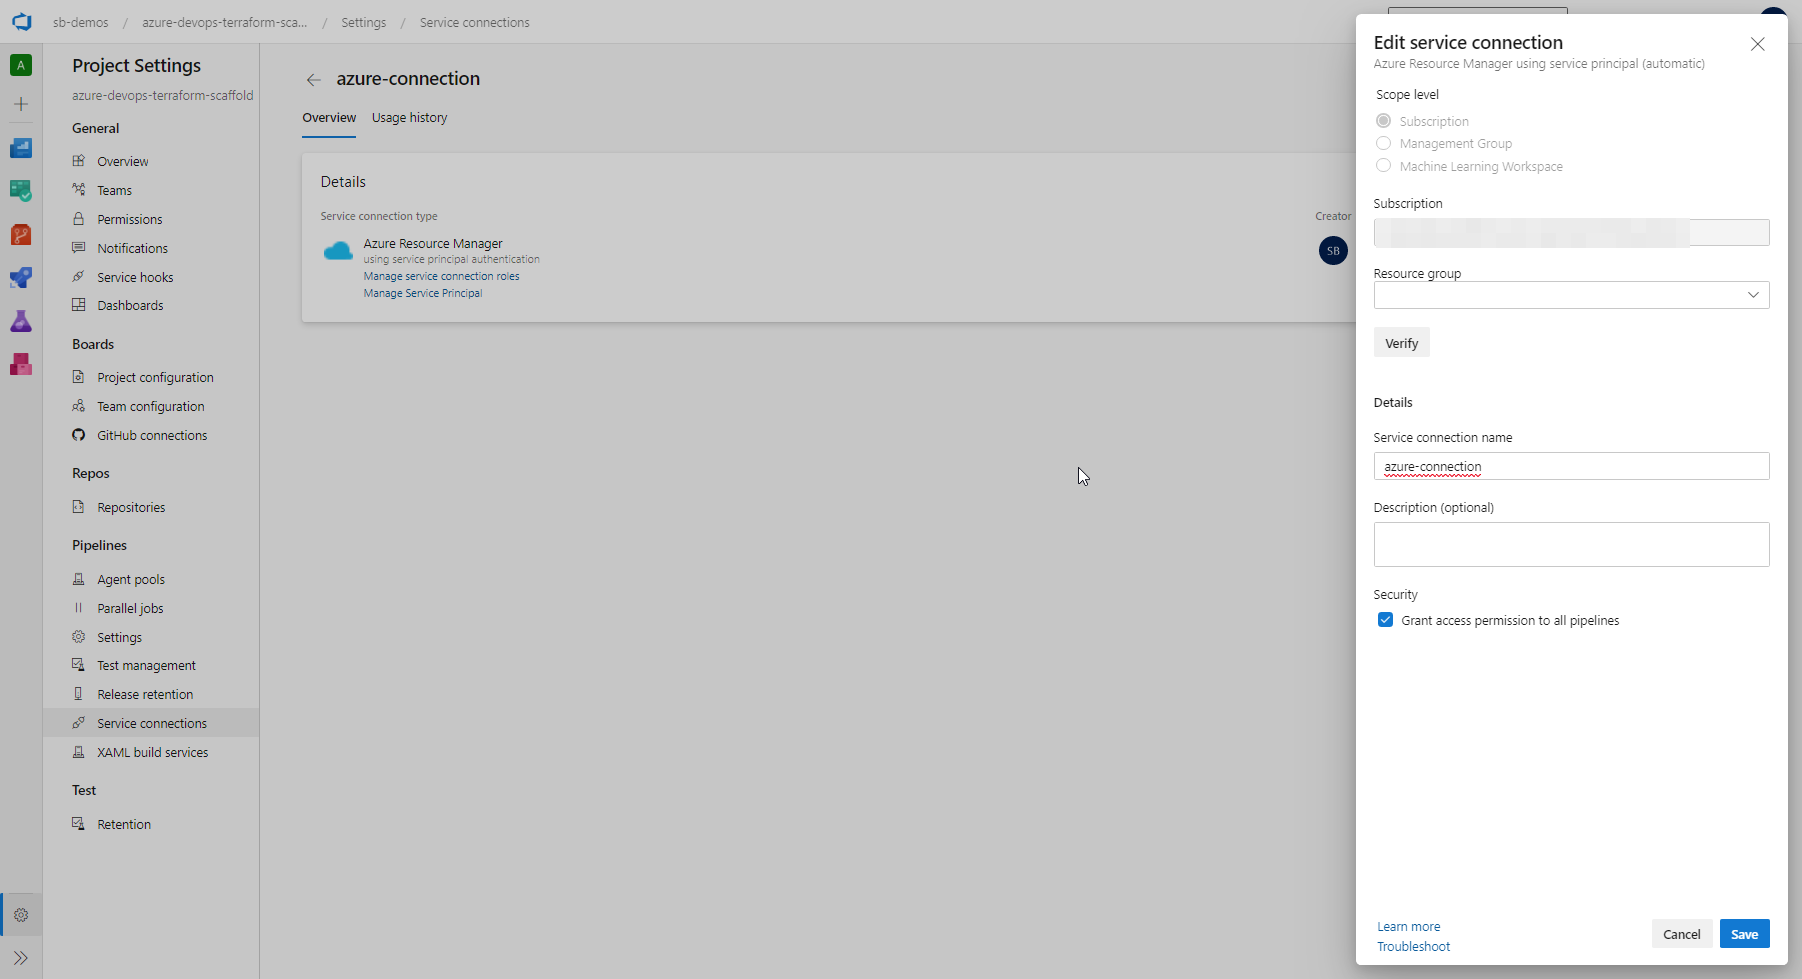 sb-demos / azure-devops-terraform-sca... / Settings / Service connections
A
Project Settings
azure-devops-terraform-scaffold
General
Overview
Teams
Permissions
Notifications
Service hooks
Dashboards
Boards
Project configuration
Team configuration
GitHub connections
Repos
Repositories
Pipelines
Agent pools
Parallel jobs
Settings
Test management
Release retention
Service connections
XAML build services
Test
Retention
azure-connection
Overview Usage history
Details
Service connection type
Azure Resource Manager
using service principal authentication
Manage service connection roles
Manage Service Principal
Creator
SB
Edit service connection
Azure Resource Manager using service principal (automatic)
Scope level
Subscription
Management Group
Machine Learning Workspace
Subscription
Resource group
Verify
Details
Service connection name
azure-connection
Description (optional)
Security
Grant access permission to all pipelines
Learn more
Troubleshoot
Cancel Save